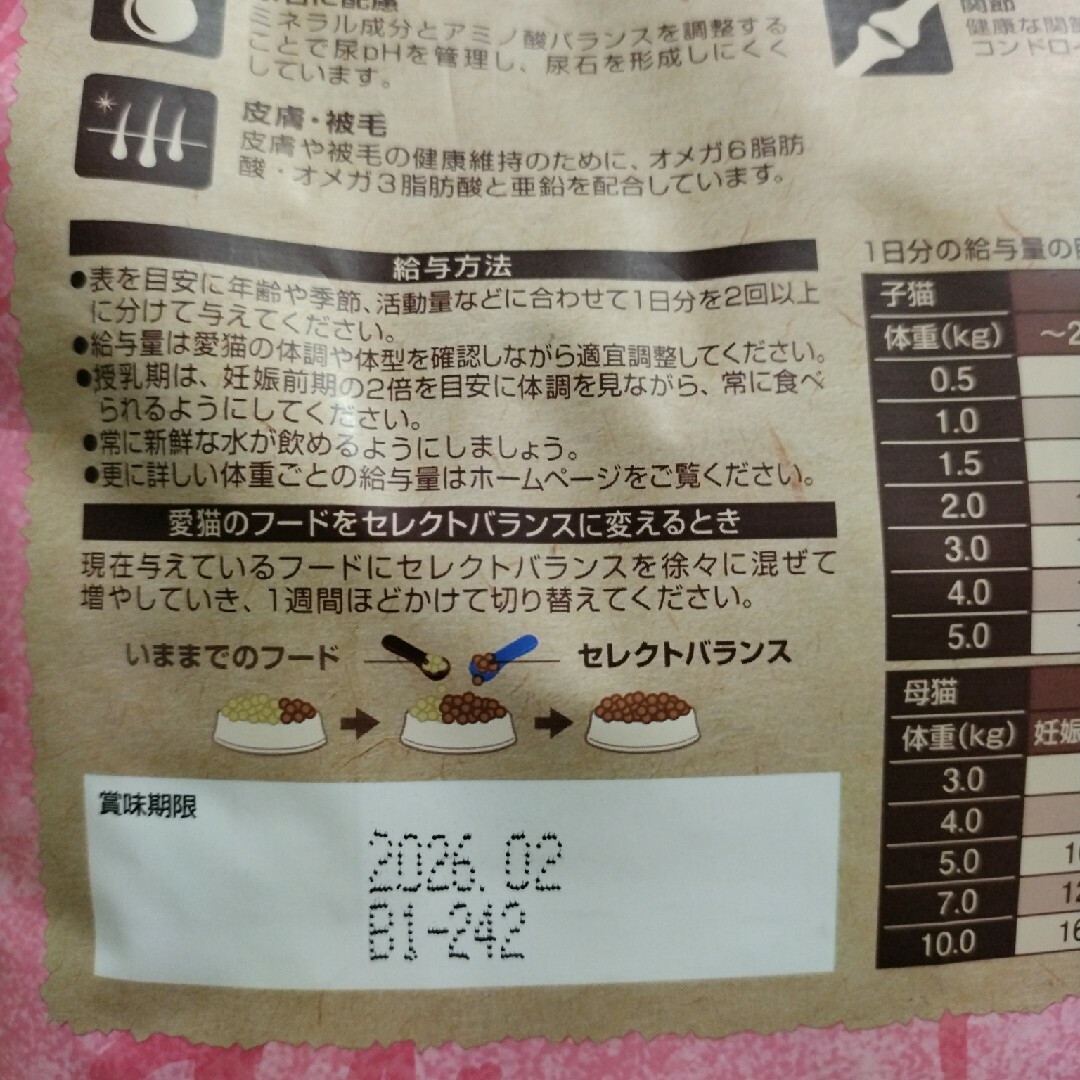 ミネラル成分とアミノ酸バランスを調整する
ことで尿pHを管理し、尿石を形成しにくく
しています。
関節
健康な関節
コンドロイ
皮膚・被毛
皮膚や被毛の健康維持のために、オメガ6脂肪
酸・オメガ3脂肪酸と亜鉛を配合しています。
給与方法
●表を目安に年齢や季節、活動量などに合わせて1日分を2回以上
に分けて与えてください。
●給与量は愛猫の体調や体型を確認しながら適宜調整してください。
●授乳期は、妊娠前期の2倍を目安に体調を見ながら、常に食べ
られるようにしてください。
●常に新鮮な水が飲めるようにしましょう。
●更に詳しい体重ごとの給与量はホームページをご覧ください。
愛猫のフードをセレクトバランスに変えるとき
現在与えているフードにセレクトバランスを徐々に混ぜて
増やしていき、1週間ほどかけて切り替えてください。
いままでのフード
セレクトバランス
賞味期限
2026.02
B1-242
1日分の給与量の
子猫
体重(kg) ～2
0.5
1.0
1.5
2.0
3.0
4.0
5.0
母猫
体重(kg) 妊娠
3.0
4.0
5.0
7.0
10.0